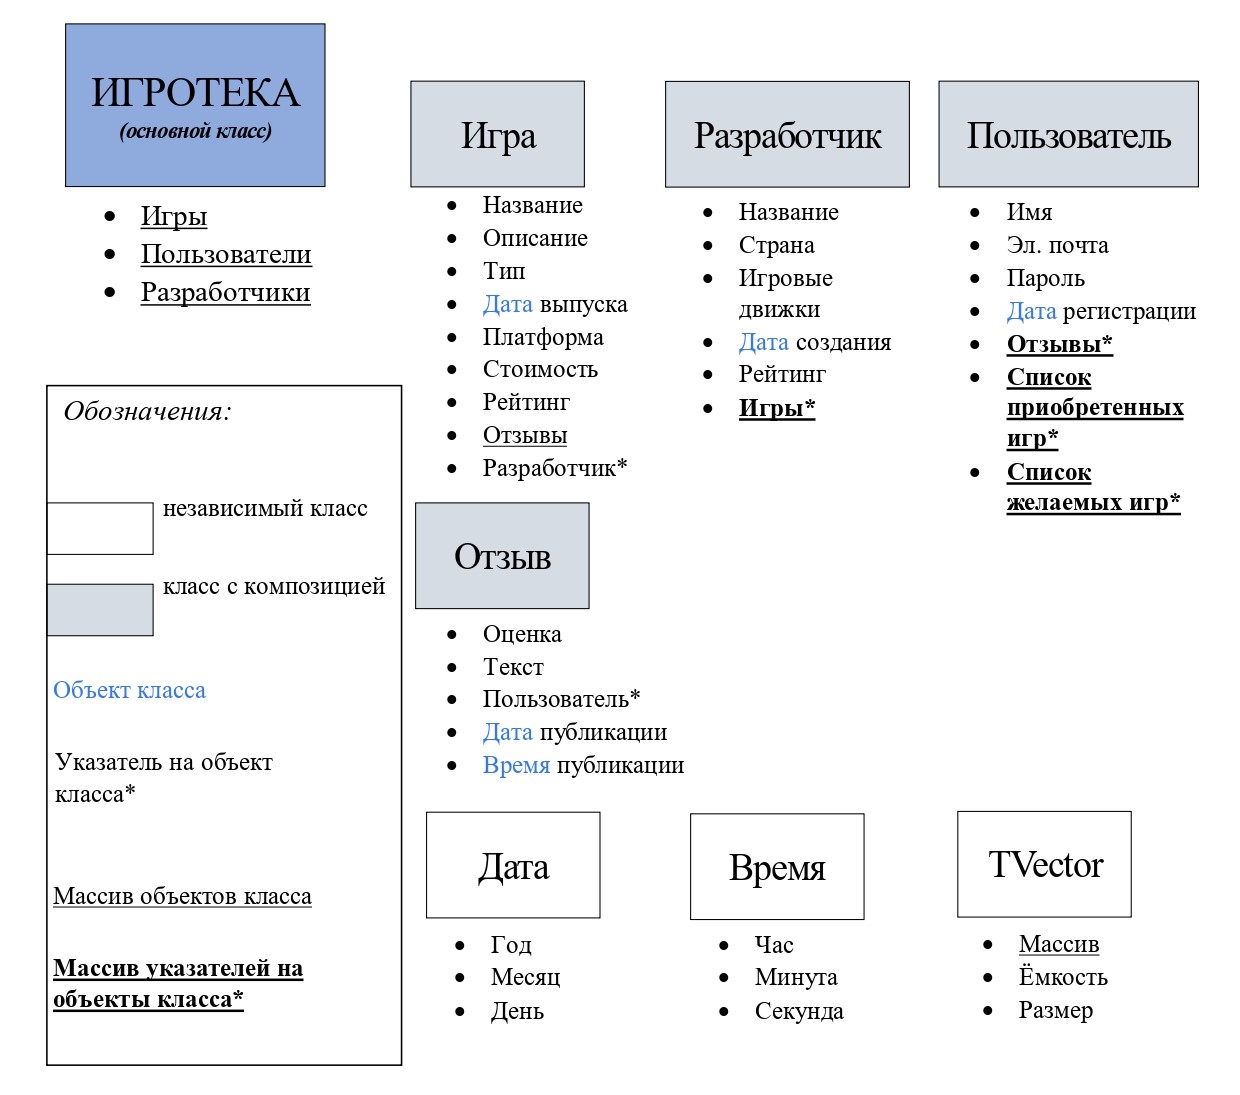 ИГРОТЕКА
(основной класс)
• Игры
• Пользователи
• Разработчики
Игра
• Название
• Описание
• Тип
• Дата выпуска
• Платформа
• Стоимость
• Рейтинг
• Отзывы
• Разработчик*
Разработчик
• Название
• Страна
• Игровые
движки
• Дата создания
• Рейтинг
• Игры*
Пользователь
• Имя
• Эл. почта
• Пароль
• Дата регистрации
• Отзывы*
• Список
приобретенных
игр*
• Список
желаемых игр*
Обозначения:
независимый класс
класс с композицией
Объект класса
Указатель на объект
класса*
Массив объектов класса
Массив указателей на
объекты класса*
Отзыв
• Оценка
• Текст
• Пользователь*
• Дата публикации
• Время публикации
Дата
• Год
• Месяц
• День
Время
• Час
• Минута
• Секунда
TVector
• Массив
• Ёмкость
• Размер